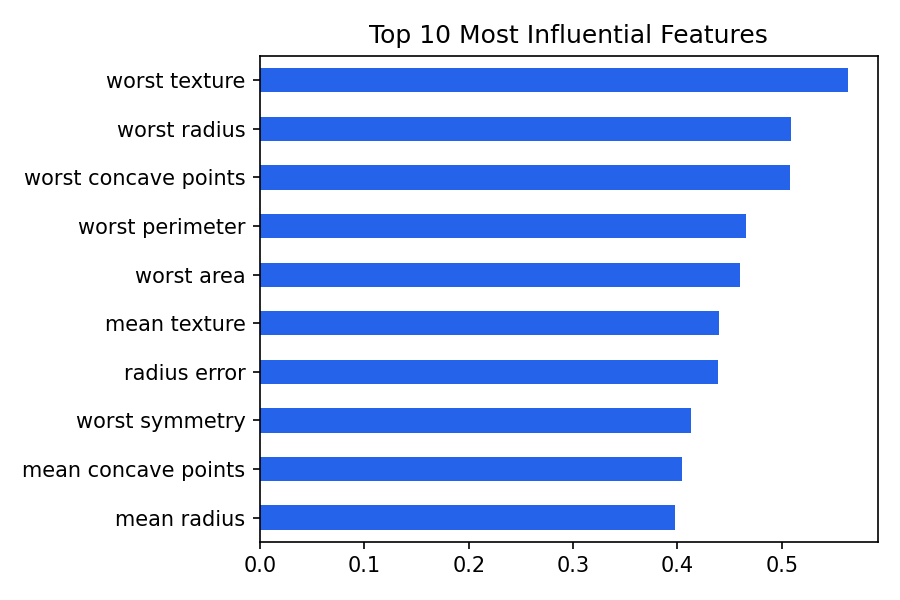 Top 10 Most Influential Features
worst texture
worst radius
worst concave points
worst perimeter
worst area
mean texture
radius error
worst symmetry
mean concave points
mean radius
0.0 0.1 0.2 0.3 0.4 0.5